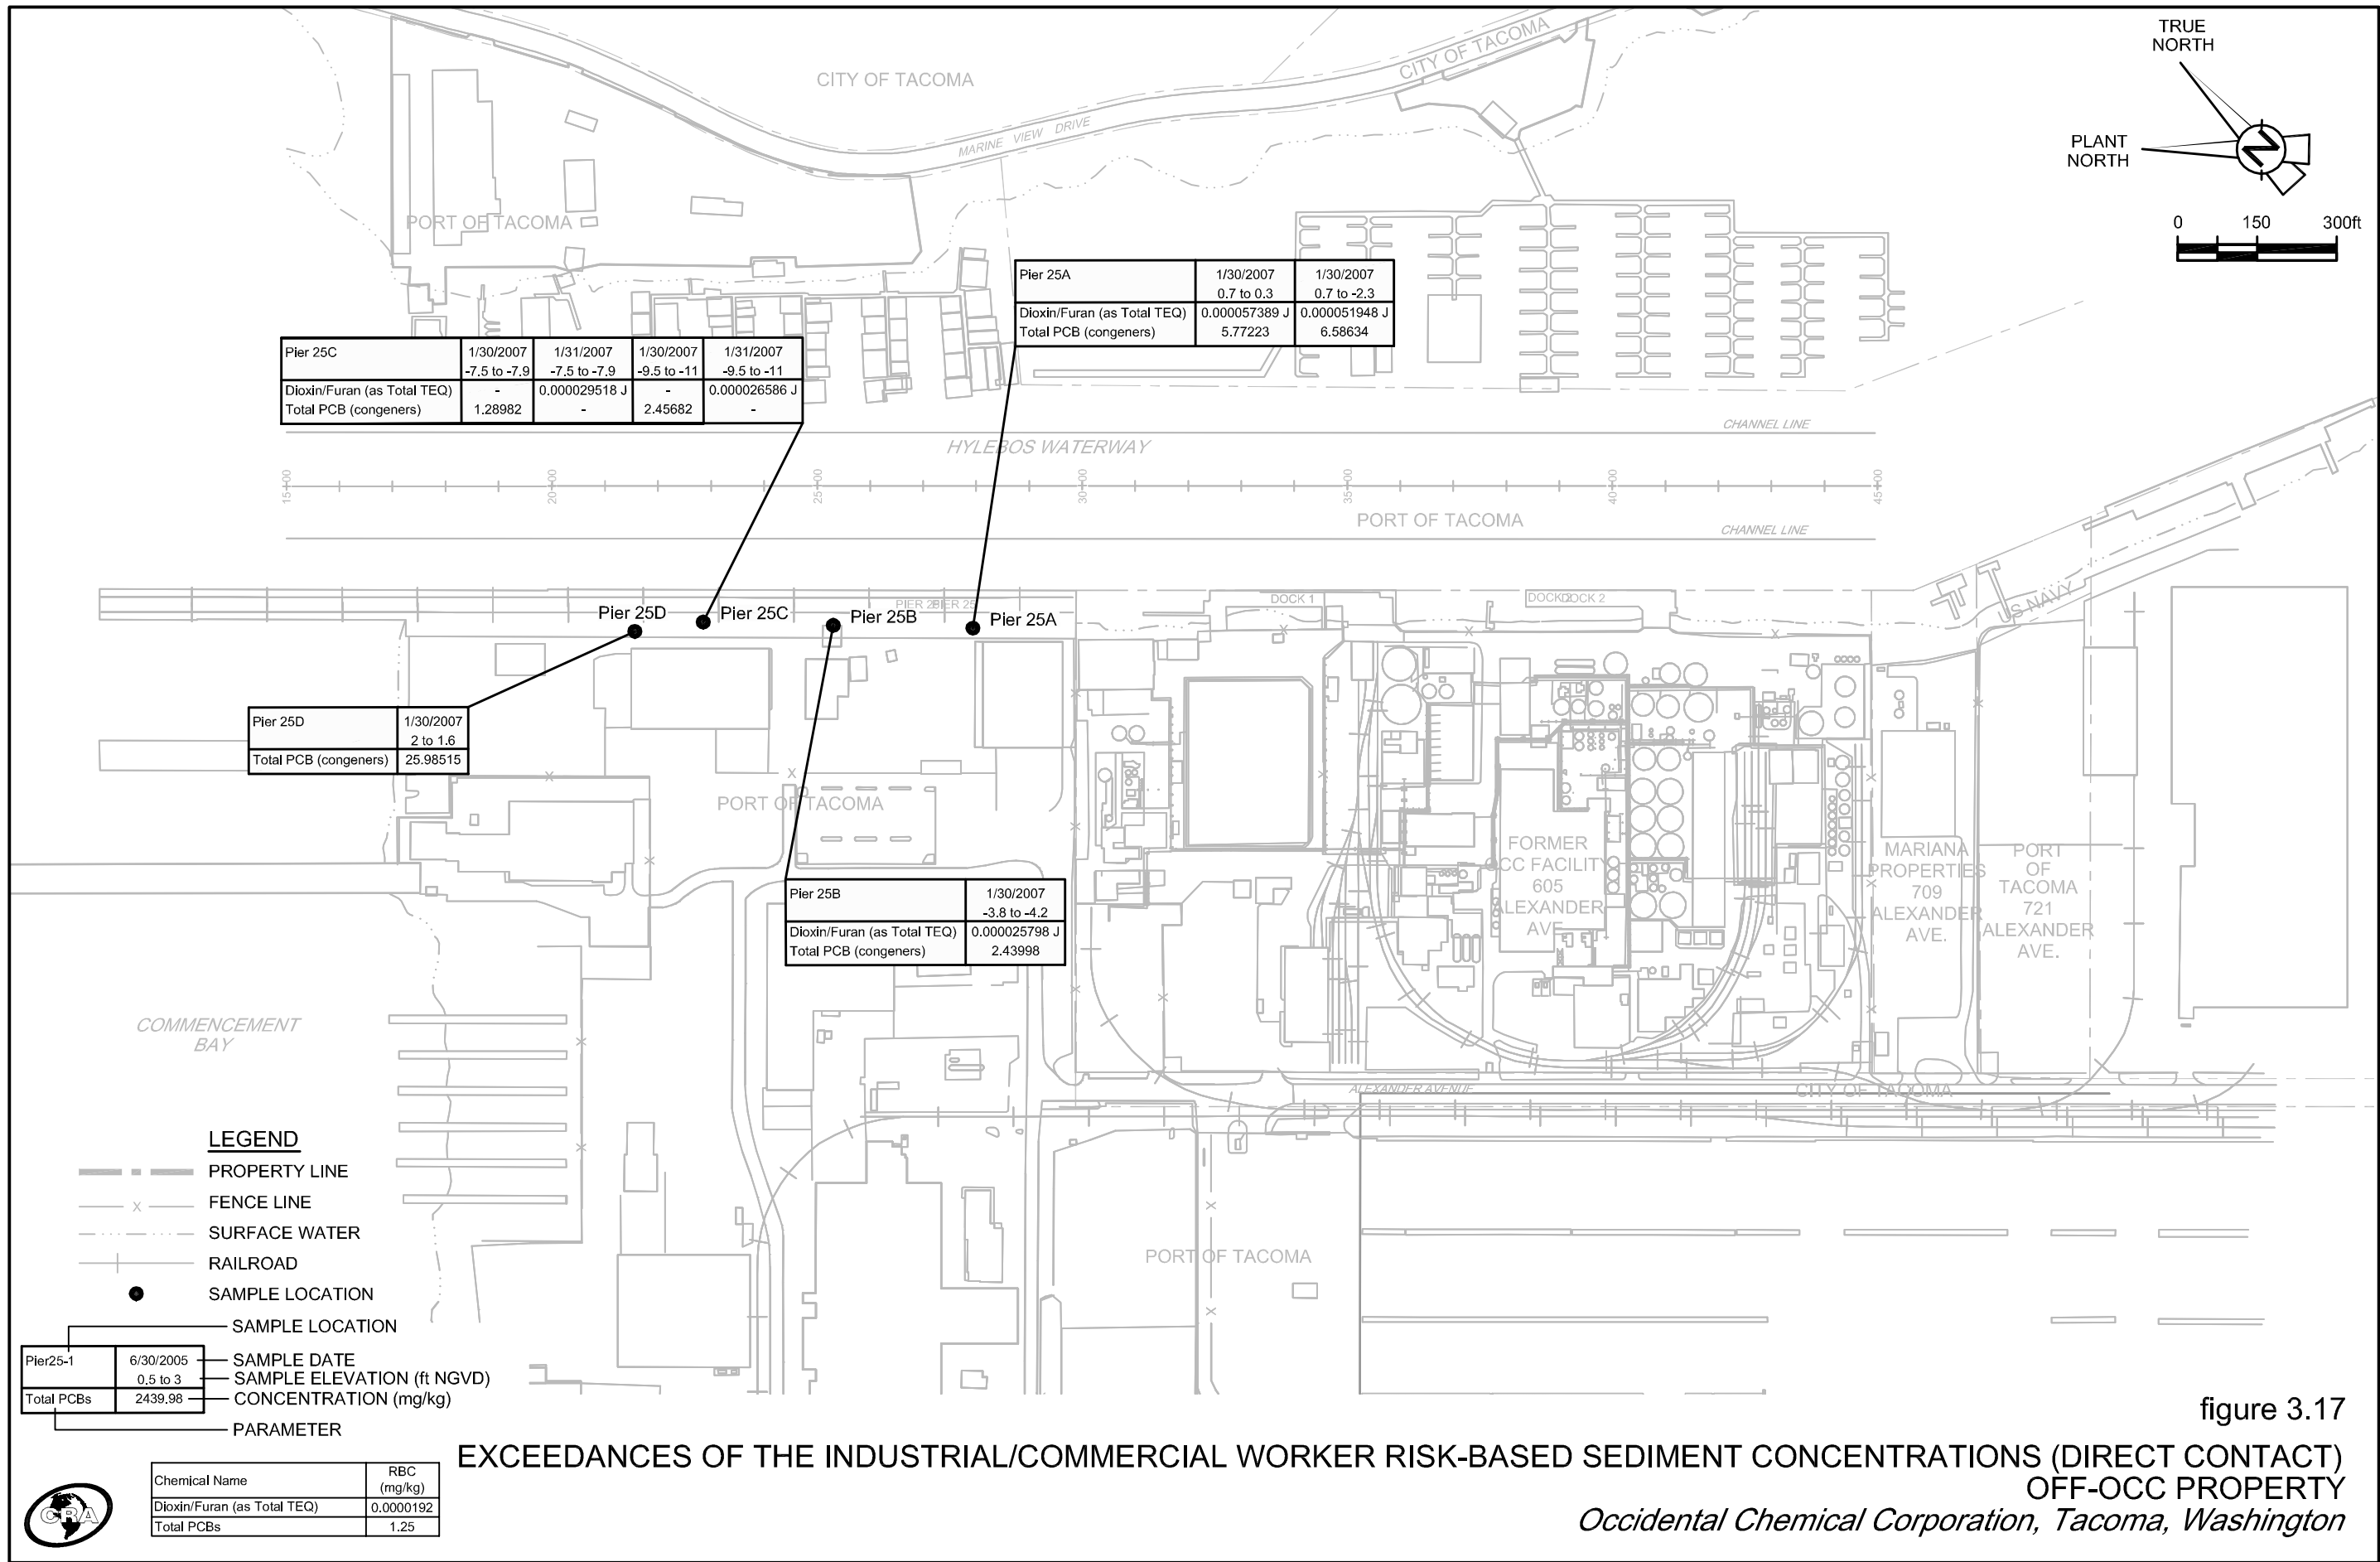 TRUE
NORTH
PLANT
NORTH
0 150 300ft
CITY OF TACOMA
CITY OF TACOMA
MARINE VIEW DRIVE
PORT OF TACOMA
Pier 25A 1/30/2007 1/30/2007
0.7 to 0.3 0.7 to -2.3
Dioxin/Furan (as Total TEQ) 0.000057389 J 0.000051948 J
Total PCB (congeners) 5.77223 6.58634
Pier 25C 1/30/2007 1/31/2007 1/30/2007 1/31/2007
-7.5 to -7.9 -7.5 to -7.9 -9.5 to -11 -9.5 to -11
Dioxin/Furan (as Total TEQ) - 0.000029518 J - 0.000026586 J
Total PCB (congeners) 1.28982 - 2.45682 -
CHANNEL LINE
HYLEBOS WATERWAY
15+00 20+00 25+00 30+00 35+00 40+00 45+00
PORT OF TACOMA
CHANNEL LINE
PIER 25
DOCK 1
DOCK 2
US NAVY
Pier 25D Pier 25C Pier 25B Pier 25A
Pier 25D 1/30/2007
2 to 1.6
Total PCB (congeners) 25.98515
PORT OF TACOMA
Pier 25B 1/30/2007
-3.8 to -4.2
Dioxin/Furan (as Total TEQ) 0.000025798 J
Total PCB (congeners) 2.43998
FORMER
OCC FACILITY
605
ALEXANDER
AVE
MARIANA
PROPERTIES
709
ALEXANDER
AVE.
PORT
OF
TACOMA
721
ALEXANDER
AVE.
COMMENCEMENT
BAY
ALEXANDER AVENUE
CITY OF TACOMA
PORT OF TACOMA
LEGEND
PROPERTY LINE
X FENCE LINE
SURFACE WATER
RAILROAD
SAMPLE LOCATION
SAMPLE LOCATION
Pier25-1 6/30/2005 SAMPLE DATE
0.5 to 3 SAMPLE ELEVATION (ft NGVD)
Total PCBs 2439.98 CONCENTRATION (mg/kg)
PARAMETER
Chemical Name RBC
(mg/kg)
Dioxin/Furan (as Total TEQ) 0.0000192
Total PCBs 1.25
CRA
figure 3.17
EXCEEDANCES OF THE INDUSTRIAL/COMMERCIAL WORKER RISK-BASED SEDIMENT CONCENTRATIONS (DIRECT CONTACT)
OFF-OCC PROPERTY
Occidental Chemical Corporation, Tacoma, Washington